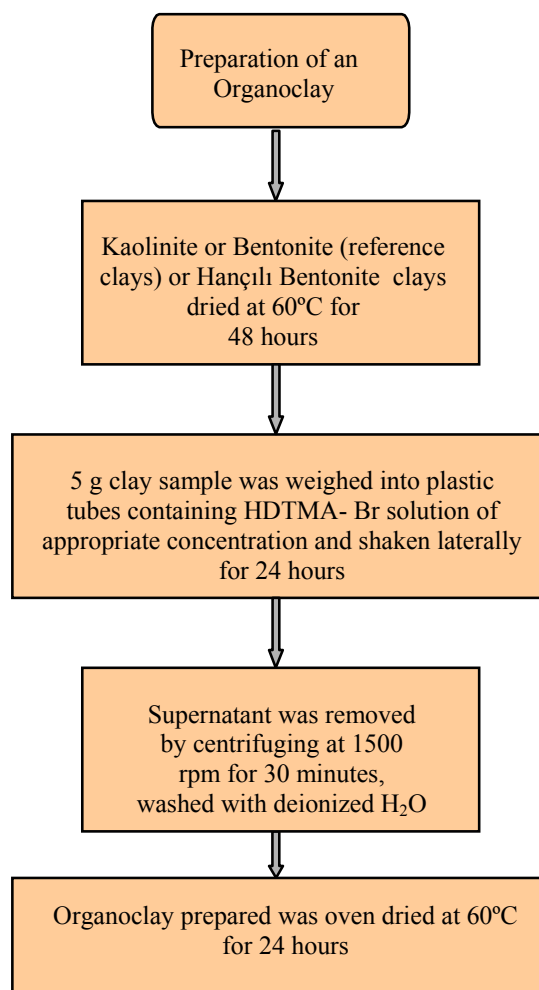 Preparation of an
Organoclay
Kaolinite or Bentonite (reference
clays) or Hançılı Bentonite clays
dried at 60ºC for
48 hours
5 g clay sample was weighed into plastic
tubes containing HDTMA- Br solution of
appropriate concentration and shaken laterally
for 24 hours
Supernatant was removed
by centrifuging at 1500
rpm for 30 minutes,
washed with deionized H₂O
Organoclay prepared was oven dried at 60ºC
for 24 hours